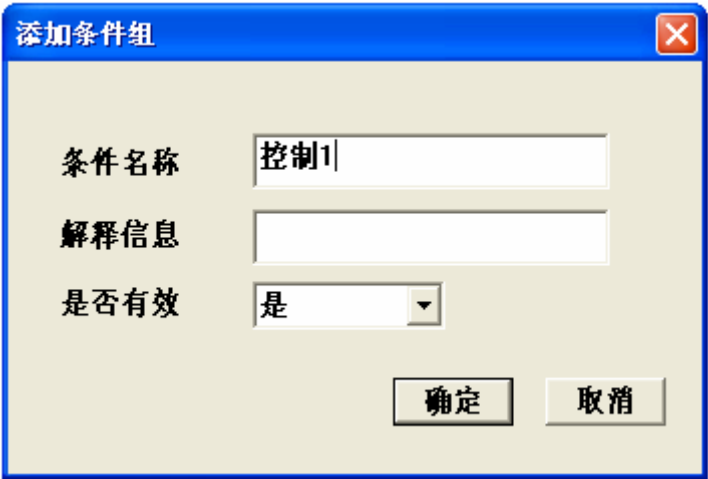 添加条件组
条件名称 控制1
解释信息
是否有效 是
确定 取消